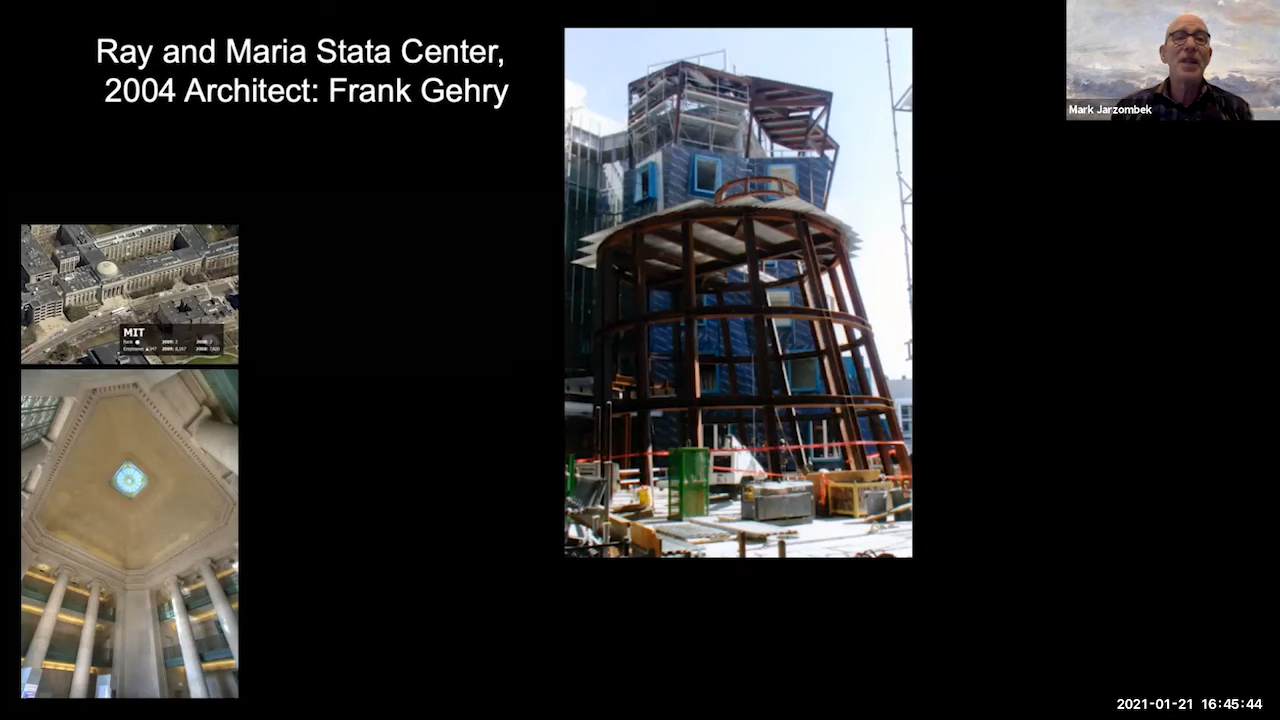 Ray and Maria Stata Center,
2004 Architect: Frank Gehry
Mark Jarzombek
MIT
2021-01-21 16:45:44